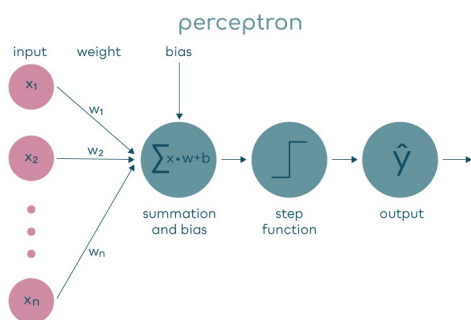 perceptron
input weight bias
x₁
w₁
x₂ w₂ ∑x•w+b ŷ
summation and bias
step function
output
wₙ
xₙ